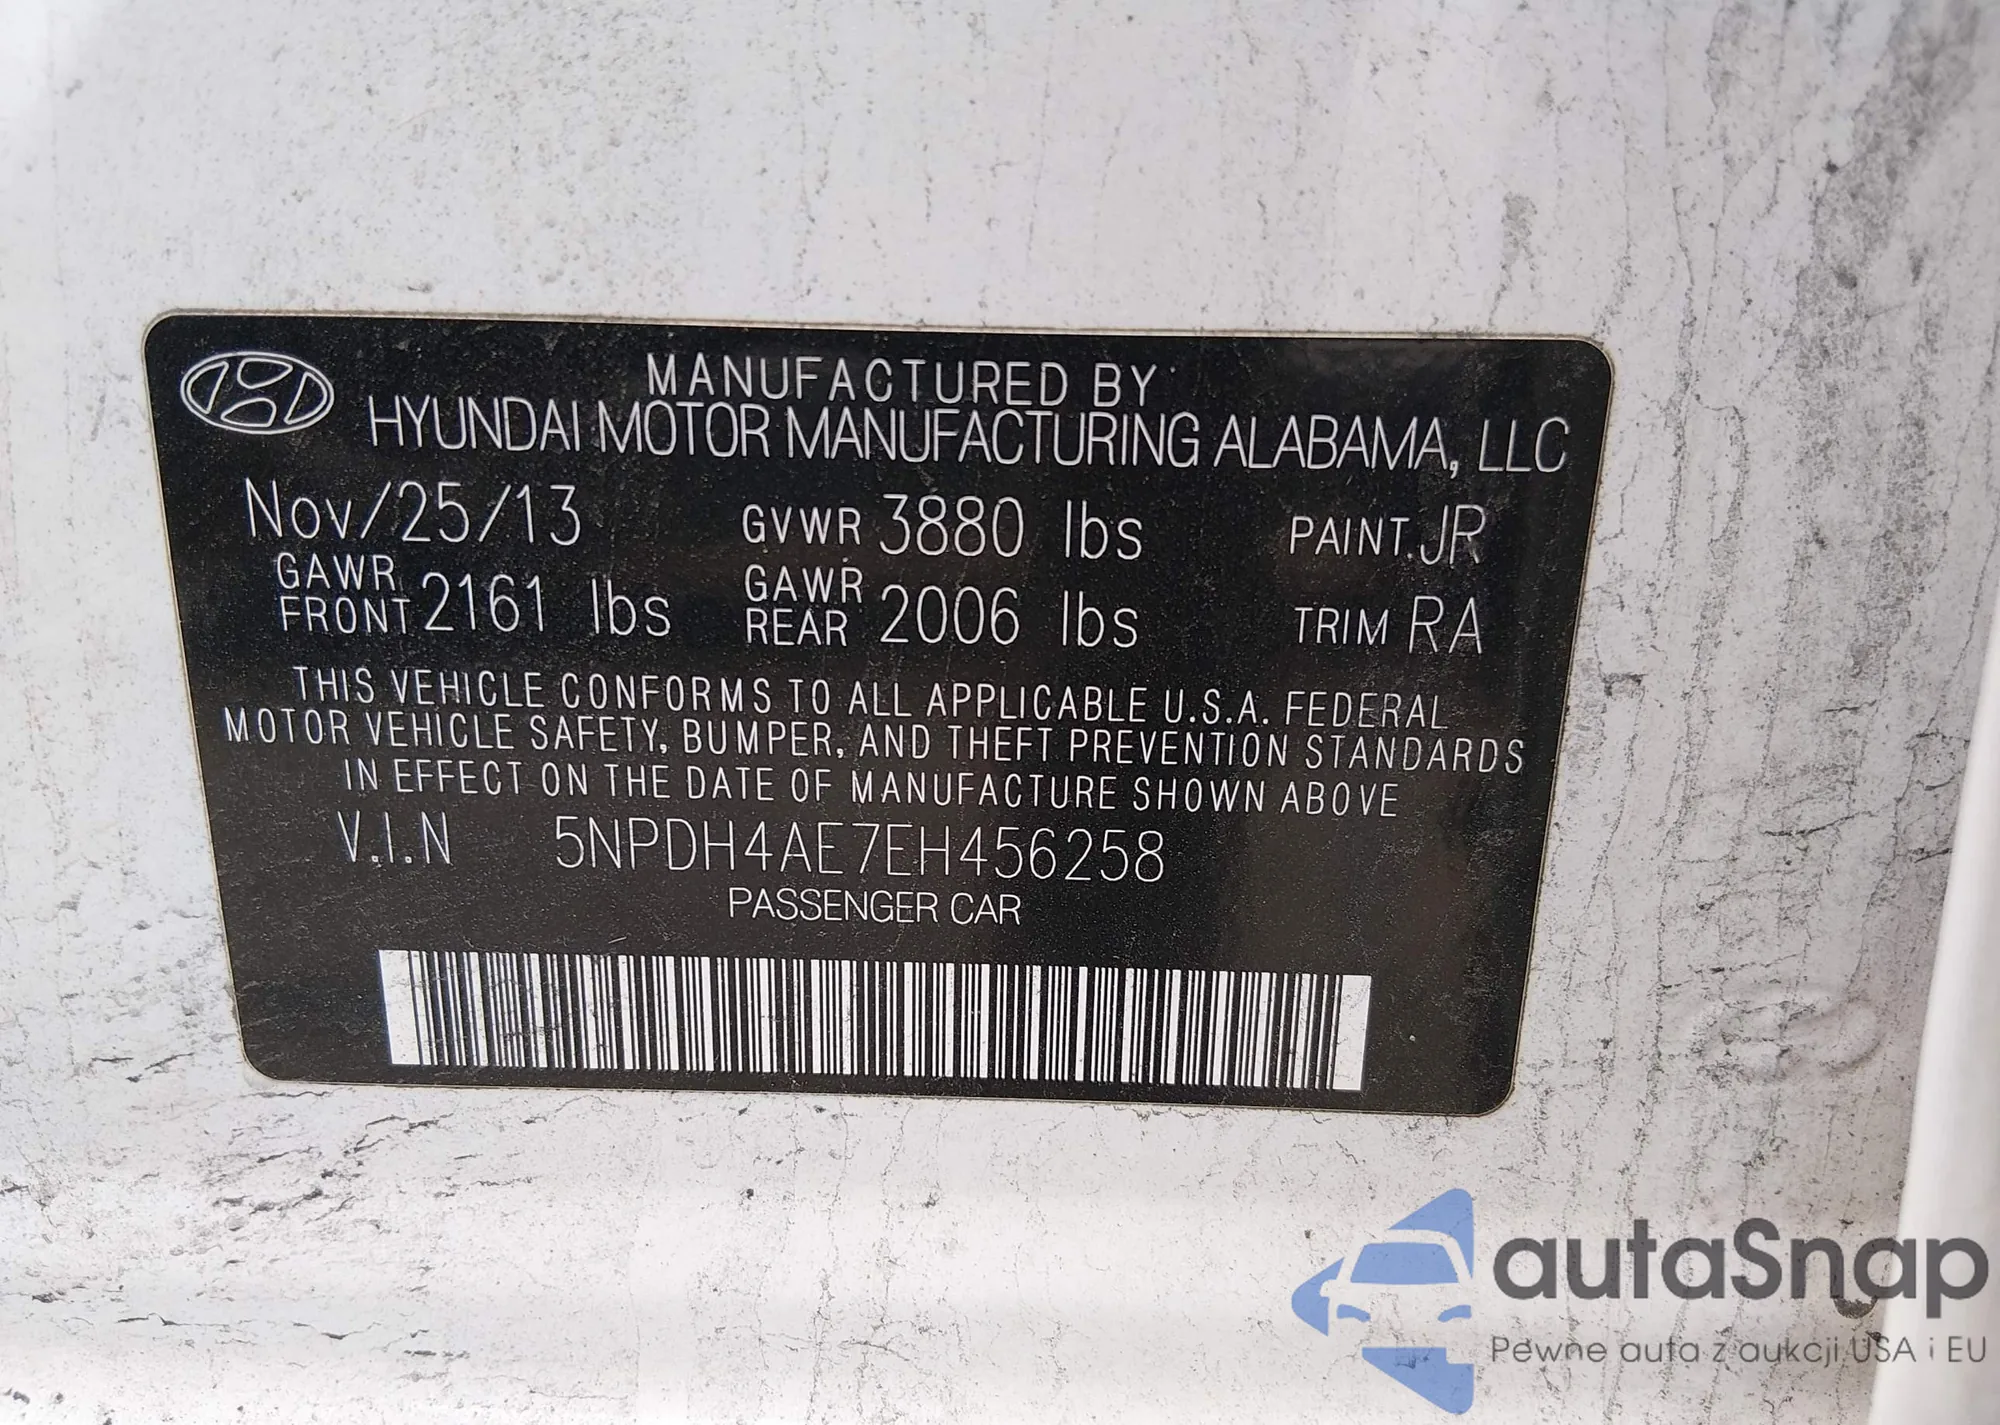 MANUFACTURED BY
HYUNDAI MOTOR MANUFACTURING ALABAMA, LLC
Nov/25/13 GVWR 3880 lbs PAINT. JR
GAWR FRONT 2161 lbs GAWR REAR 2006 lbs TRIM RA
THIS VEHICLE CONFORMS TO ALL APPLICABLE U.S.A. FEDERAL
MOTOR VEHICLE SAFETY, BUMPER, AND THEFT PREVENTION STANDARDS
IN EFFECT ON THE DATE OF MANUFACTURE SHOWN ABOVE
V.I.N 5NPDH4AE7EH456258
PASSENGER CAR
autaSnap
Pewne auta z aukcji USA i EU